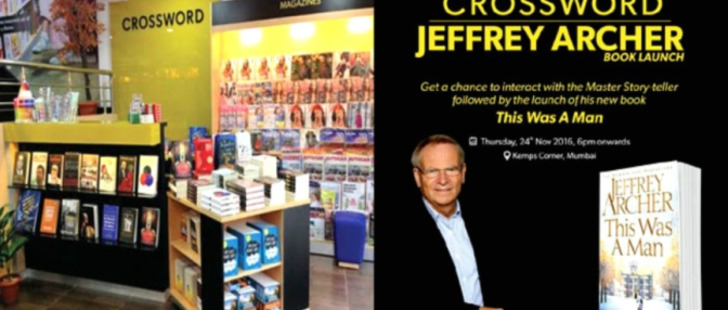 MAGAZINES
CROSSWORD
CROSSWORD
JEFFREY ARCHER
BOOK LAUNCH
Get a chance to interact with the Master Story teller
followed by the launch of his new book
This Was A Man
Thursday, 24th Nov 2016, 6pm onwards
Kemps Corner, Mumbai
JEFFREY
ARCHER
This Was
A Man